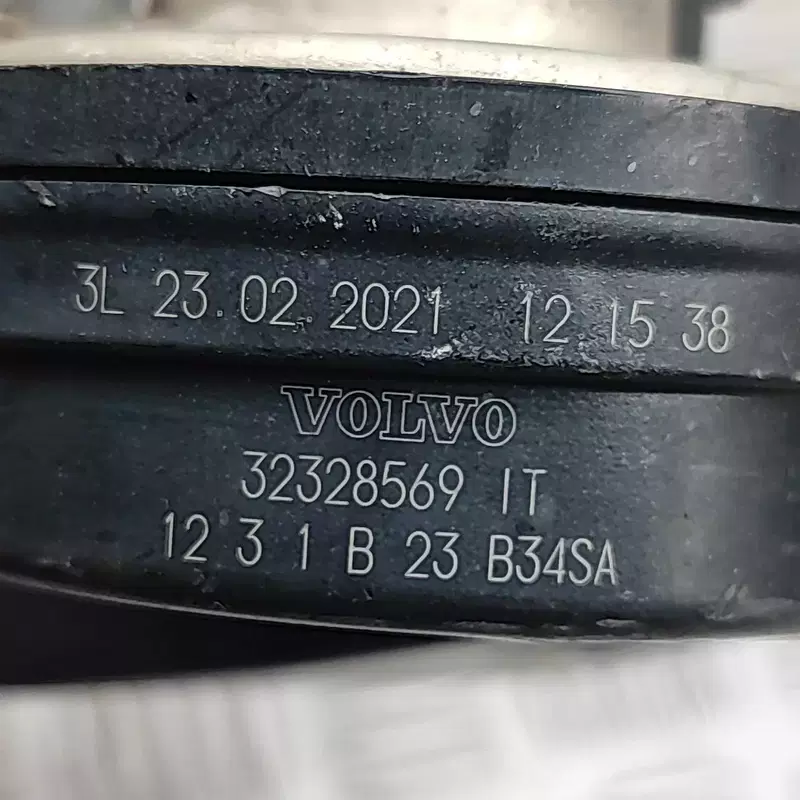 3L 23.02.2021 12 15 38
VOLVO
32328569 IT
12 3 1 B 23 B34SA